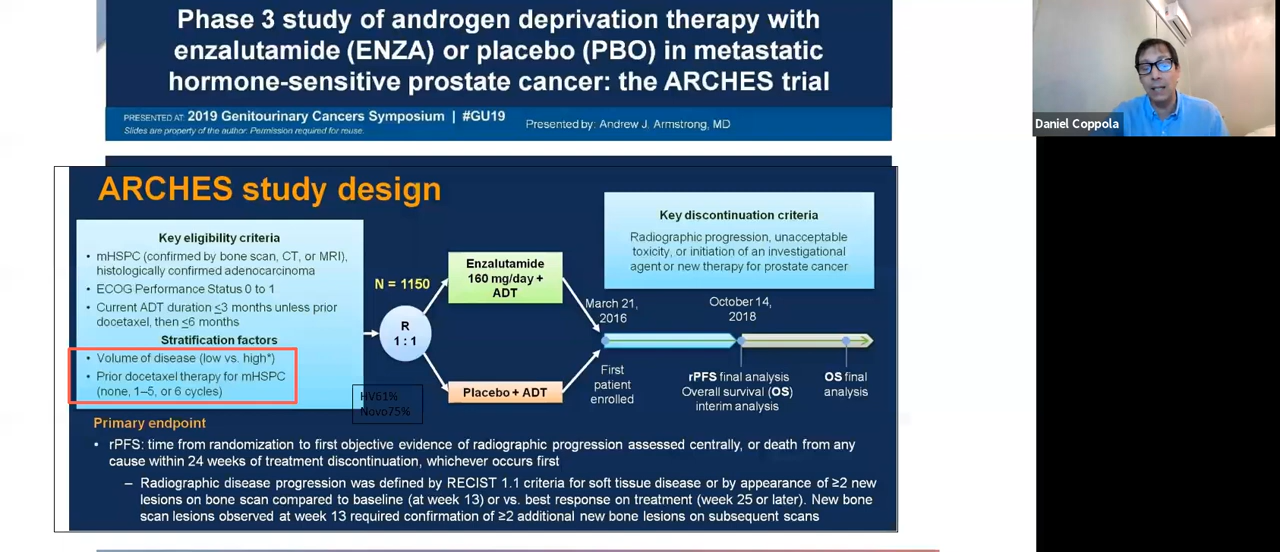 Phase 3 study of androgen deprivation therapy with
enzalutamide (ENZA) or placebo (PBO) in metastatic
hormone-sensitive prostate cancer: the ARCHES trial
PRESENTED AT: 2019 Genitourinary Cancers Symposium | #GU19
Slides are property of the author. Permission required for reuse.
Presented by: Andrew J. Armstrong, MD
Daniel Coppola
ARCHES study design
Key eligibility criteria
• mHSPC (confirmed by bone scan, CT, or MRI),
histologically confirmed adenocarcinoma
• ECOG Performance Status 0 to 1
• Current ADT duration ≤3 months unless prior
docetaxel, then ≤6 months
Stratification factors
• Volume of disease (low vs. high*)
• Prior docetaxel therapy for mHSPC
(none, 1–5, or 6 cycles)
HV61%
Novo75%
N = 1150
R
1 : 1
Enzalutamide
160 mg/day +
ADT
Placebo + ADT
Key discontinuation criteria
Radiographic progression, unacceptable
toxicity, or initiation of an investigational
agent or new therapy for prostate cancer
March 21,
2016
October 14,
2018
First
patient
enrolled
rPFS final analysis
Overall survival (OS)
interim analysis
OS final
analysis
Primary endpoint
• rPFS: time from randomization to first objective evidence of radiographic progression assessed centrally, or death from any
cause within 24 weeks of treatment discontinuation, whichever occurs first
– Radiographic disease progression was defined by RECIST 1.1 criteria for soft tissue disease or by appearance of ≥2 new
lesions on bone scan compared to baseline (at week 13) or vs. best response on treatment (week 25 or later). New bone
scan lesions observed at week 13 required confirmation of ≥2 additional new bone lesions on subsequent scans